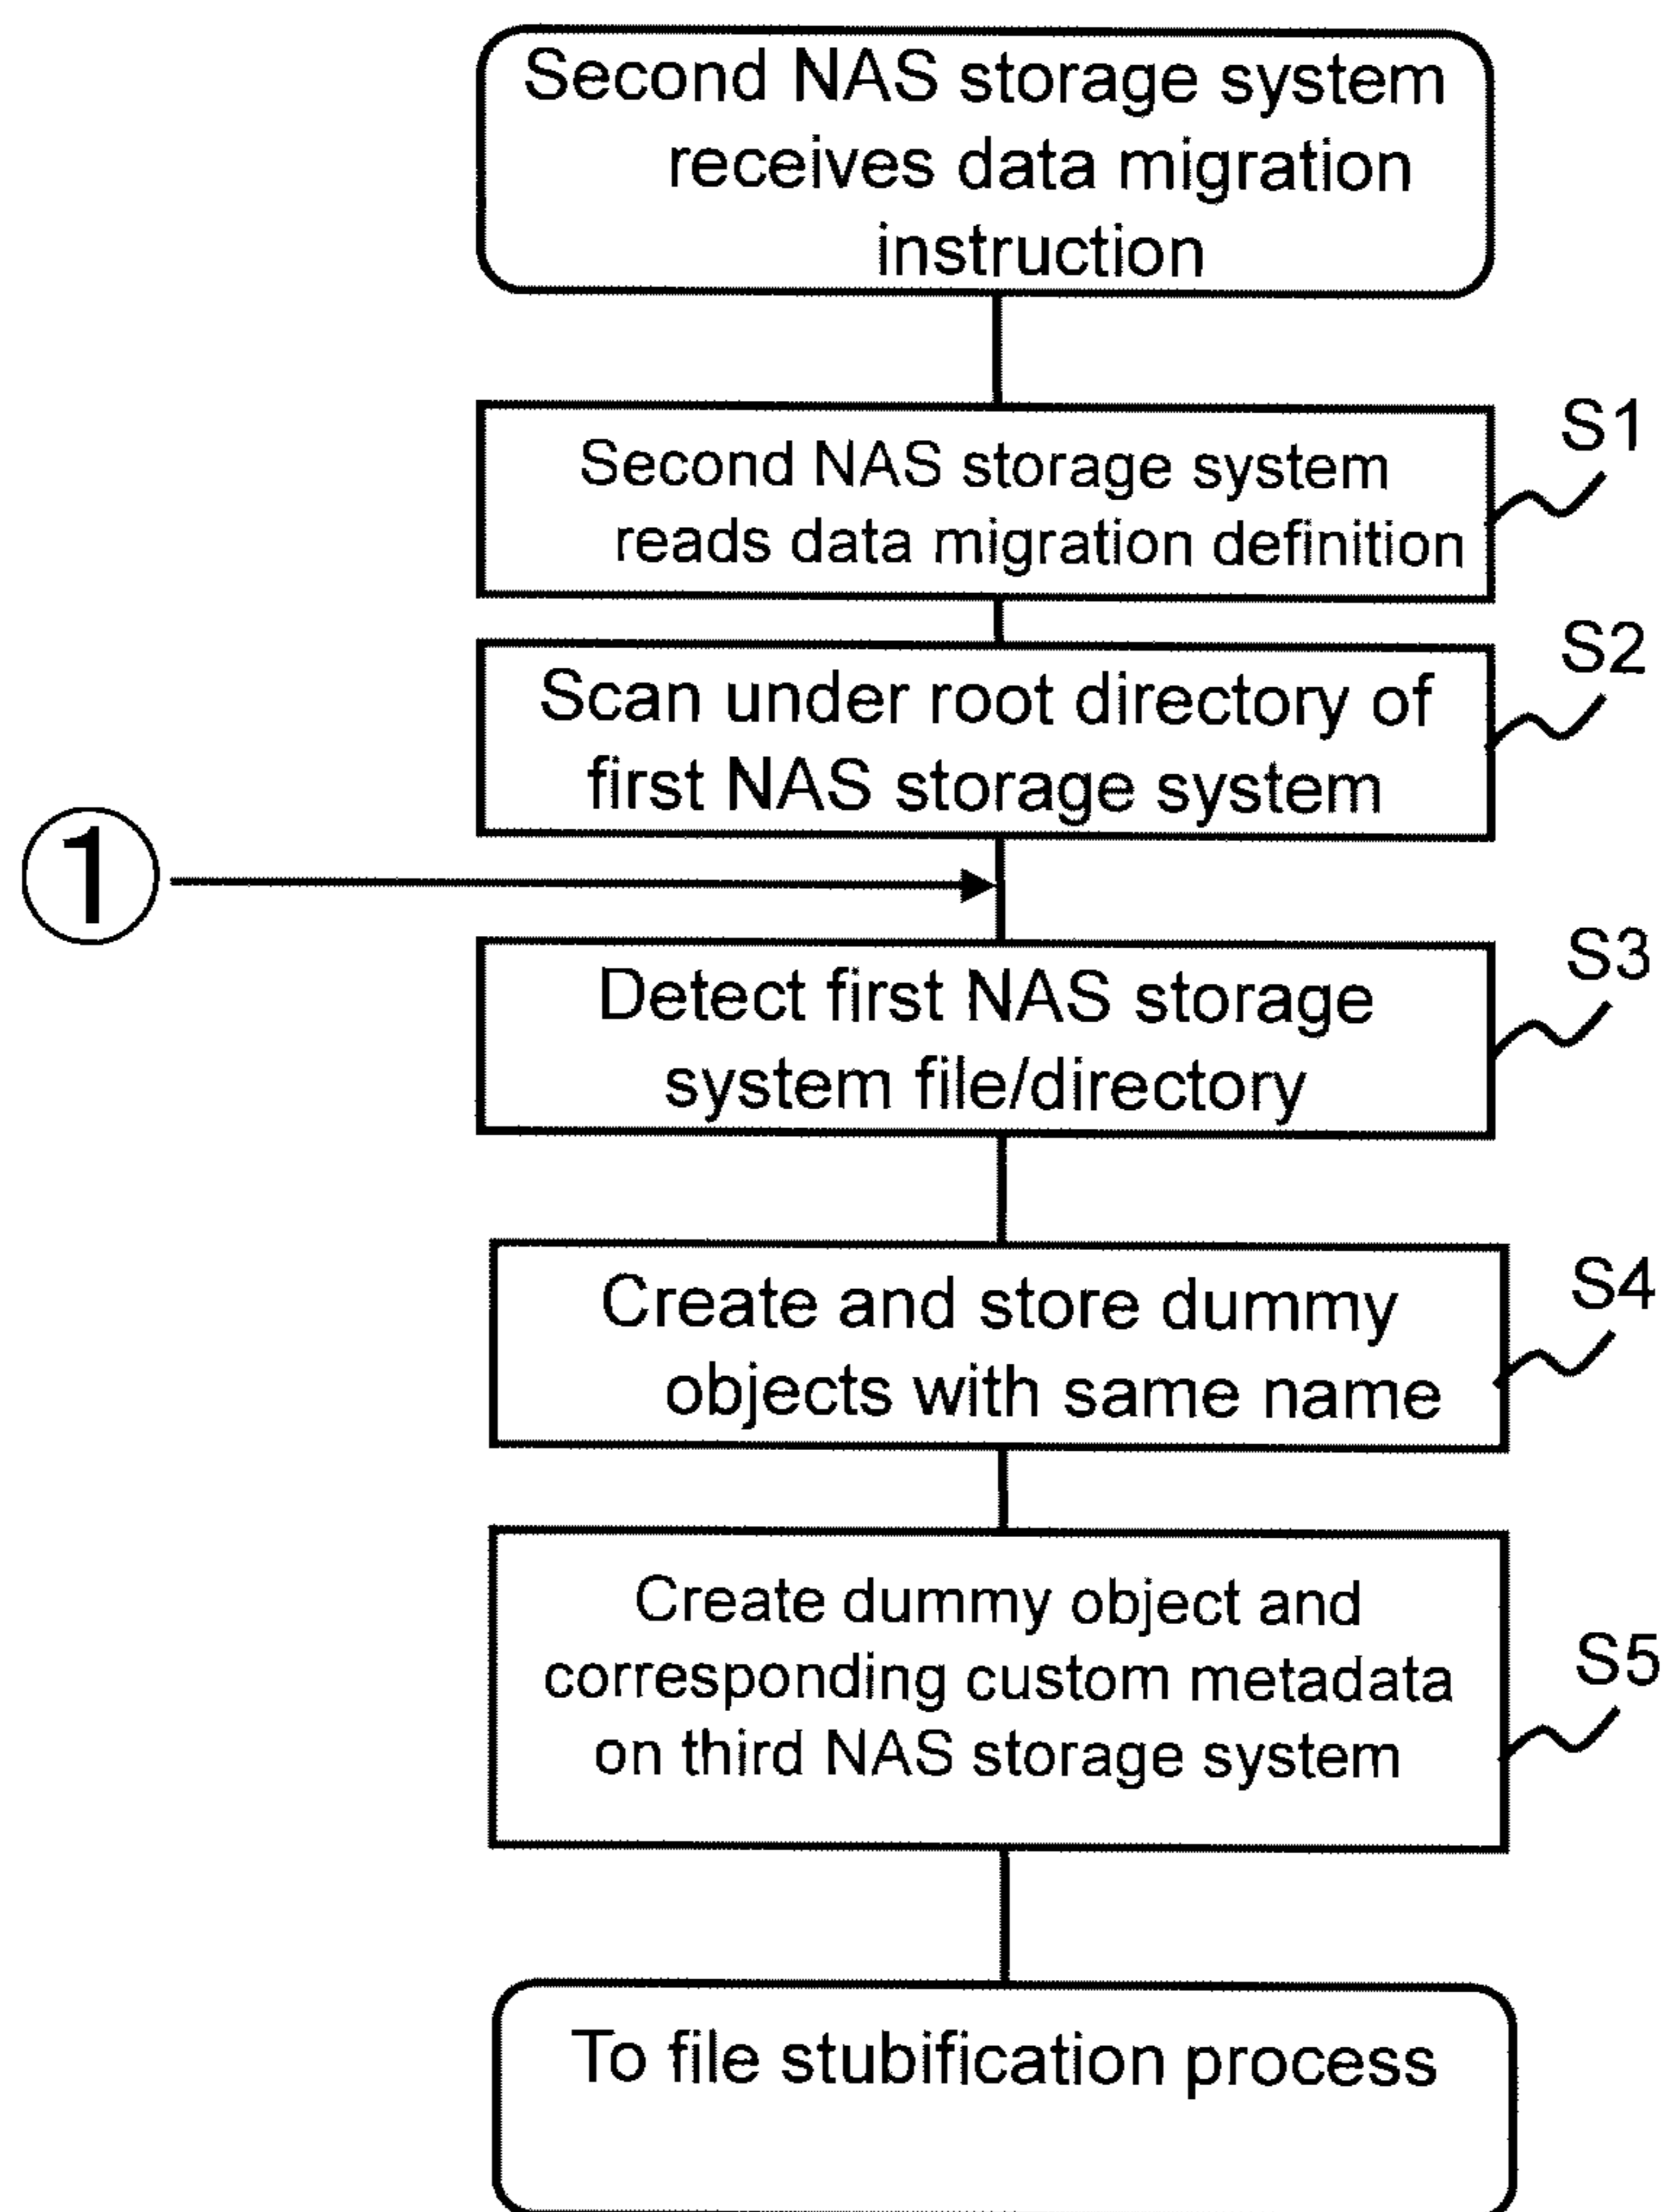 Second NAS storage system
receives data migration
instruction
S1
Second NAS storage system
reads data migration definition
S2
Scan under root directory of
first NAS storage system
1
S3
Detect first NAS storage
system file/directory
S4
Create and store dummy
objects with same name
S5
Create dummy object and
corresponding custom metadata
on third NAS storage system
To file stubification process